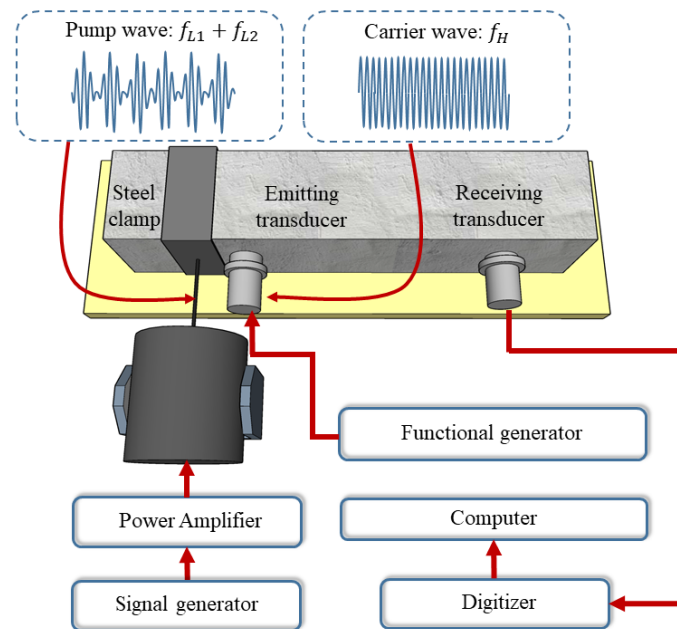 Pump wave: f_{L1} + f_{L2}
Carrier wave: f_H
Steel
clamp
Emitting
transducer
Receiving
transducer
Functional generator
Power Amplifier
Computer
Signal generator
Digitizer